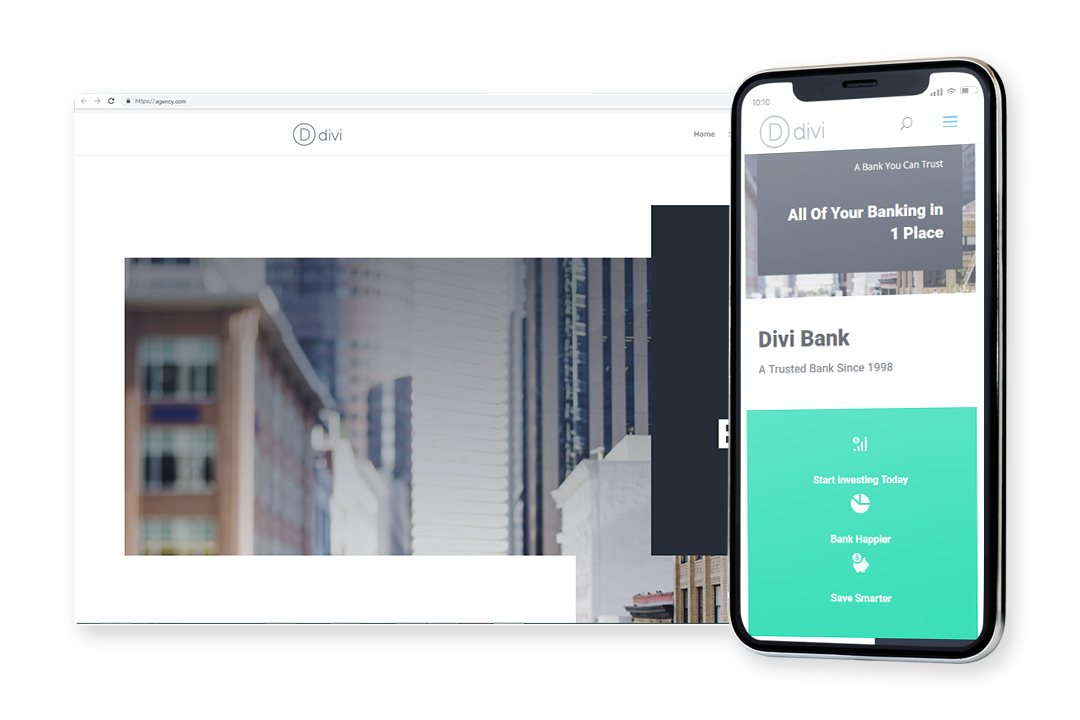 https://agency.com
divi
Home
10:10
divi
A Bank You Can Trust
All Of Your Banking in
1 Place
Divi Bank
A Trusted Bank Since 1998
Start investing Today
Bank Happier
Save Smarter